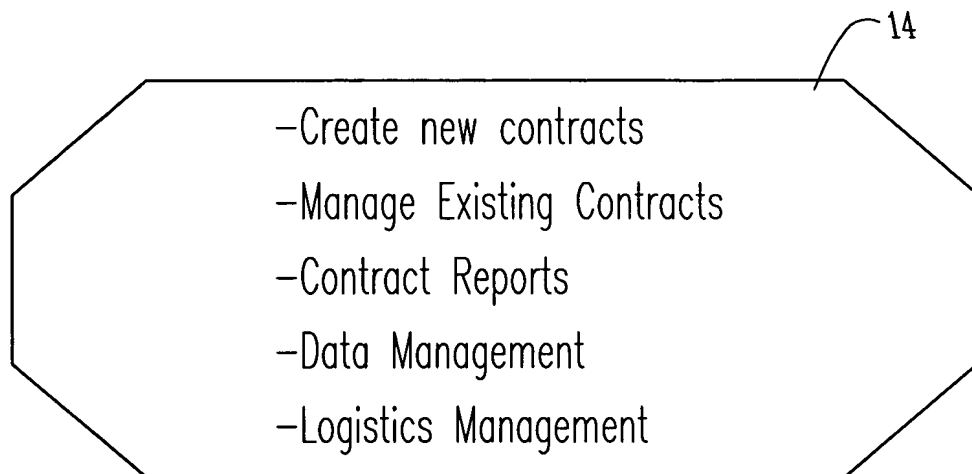 14
-Create new contracts
-Manage Existing Contracts
-Contract Reports
-Data Management
-Logistics Management